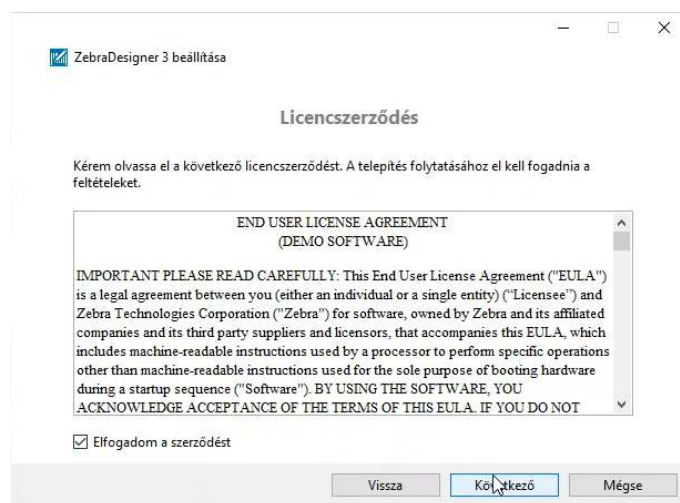 ZebraDesigner 3 beállítása
Licencszerződés
Kérem olvassa el a következő licencszerződést. A telepítés folytatásához el kell fogadnia a
feltételeket.
END USER LICENSE AGREEMENT
(DEMO SOFTWARE)
IMPORTANT PLEASE READ CAREFULLY: This End User License Agreement ("EULA")
is a legal agreement between you (either an individual or a single entity) (“Licensee”) and
Zebra Technologies Corporation ("Zebra") for software, owned by Zebra and its affiliated
companies and its third party suppliers and licensors, that accompanies this EULA, which
includes machine-readable instructions used by a processor to perform specific operations
other than machine-readable instructions used for the sole purpose of booting hardware
during a startup sequence ("Software"). BY USING THE SOFTWARE, YOU
ACKNOWLEDGE ACCEPTANCE OF THE TERMS OF THIS EULA. IF YOU DO NOT
Elfogadom a szerződést
Vissza Következő Mégse